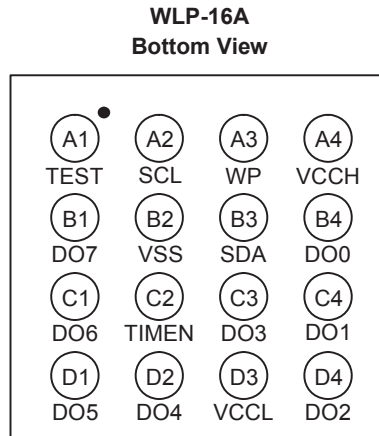 WLP-16A
Bottom View
A1 A2 A3 A4
TEST SCL WP VCCH
B1 B2 B3 B4
DO7 VSS SDA DO0
C1 C2 C3 C4
DO6 TIMEN DO3 DO1
D1 D2 D3 D4
DO5 DO4 VCCL DO2